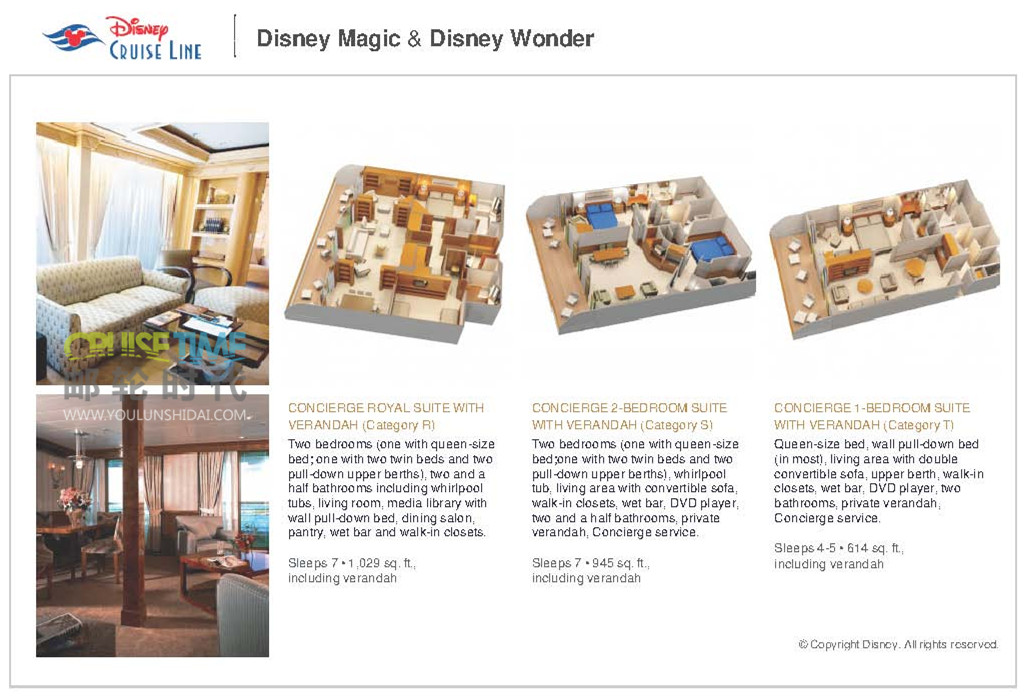 Disney
CRUISE LINE
Disney Magic & Disney Wonder
CRUISETIME
邮轮时代
WWW.YOULUNSHIDAI.COM
CONCIERGE ROYAL SUITE WITH
VERANDAH (Category R)
Two bedrooms (one with queen-size
bed; one with two twin beds and two
pull-down upper berths), two and a
half bathrooms including whirlpool
tubs, living room, media library with
wall pull-down bed, dining salon,
pantry, wet bar and walk-in closets.
Sleeps 7 • 1,029 sq. ft.,
including verandah
CONCIERGE 2-BEDROOM SUITE
WITH VERANDAH (Category S)
Two bedrooms (one with queen-size
bed;one with two twin beds and two
pull-down upper berths), whirlpool
tub, living area with convertible sofa,
walk-in closets, wet bar, DVD player,
two and a half bathrooms, private
verandah, Concierge service.
Sleeps 7 • 945 sq. ft.,
including verandah
CONCIERGE 1-BEDROOM SUITE
WITH VERANDAH (Category T)
Queen-size bed, wall pull-down bed
(in most), living area with double
convertible sofa, upper berth, walk-in
closets, wet bar, DVD player, two
bathrooms, private verandah,
Concierge service.
Sleeps 4-5 • 614 sq. ft.,
including verandah
© Copyright Disney. All rights reserved.